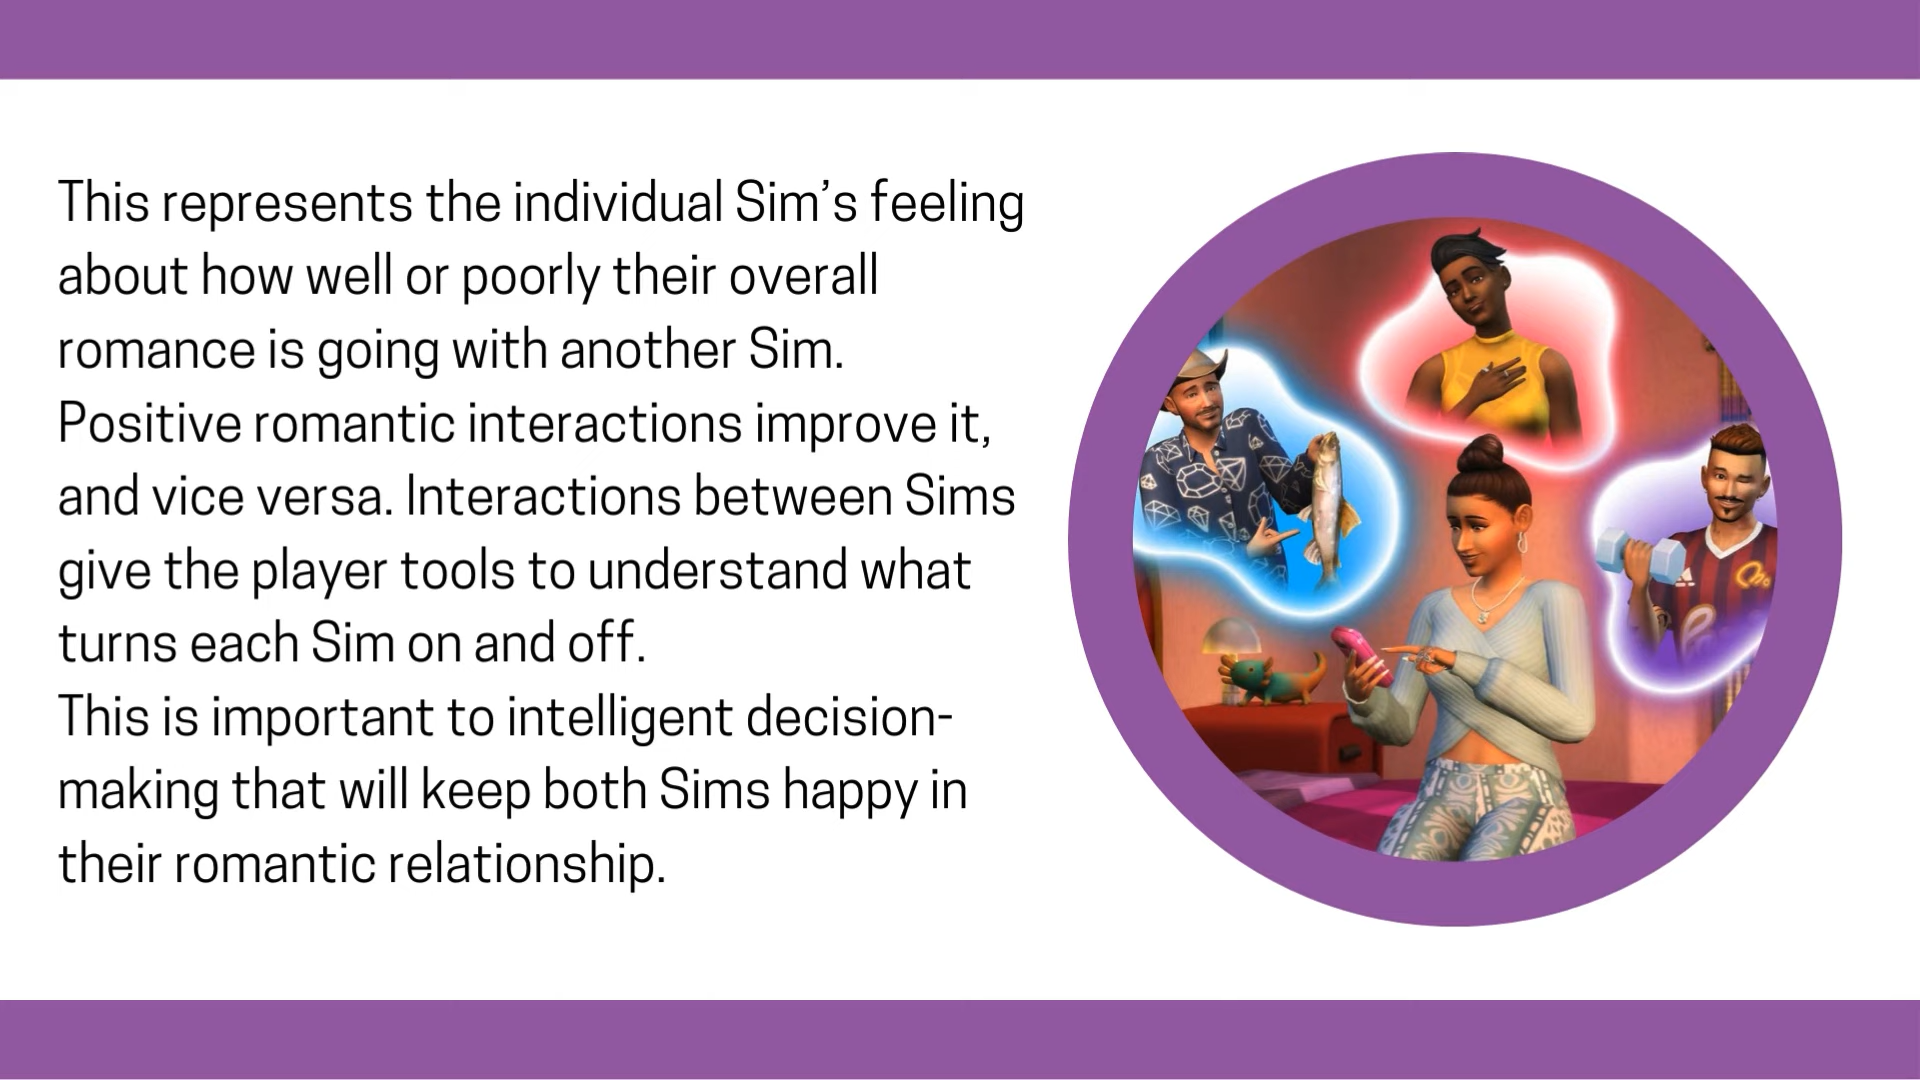 This represents the individual Sim’s feeling
about how well or poorly their overall
romance is going with another Sim.
Positive romantic interactions improve it,
and vice versa. Interactions between Sims
give the player tools to understand what
turns each Sim on and off.
This is important to intelligent decision-
making that will keep both Sims happy in
their romantic relationship.